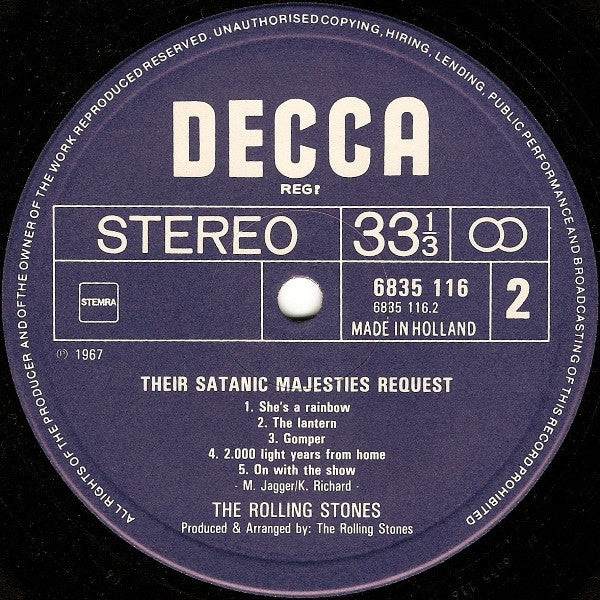 ALL RIGHTS OF THE PRODUCER AND OF THE OWNER OF THE WORK REPRODUCED RESERVED. UNAUTHORISED COPYING, HIRING, LENDING, PUBLIC PERFORMANCE AND BROADCASTING OF THIS RECORD PROHIBITED
DECCA
REG!
STEREO
33 1/3
STEMRA
6835 116
6835 116.2
MADE IN HOLLAND
2
℗ 1967
THEIR SATANIC MAJESTIES REQUEST
1. She's a rainbow
2. The lantern
3. Gomper
4. 2.000 light years from home
5. On with the show
- M. Jagger/K. Richard -
THE ROLLING STONES
Produced & Arranged by: The Rolling Stones